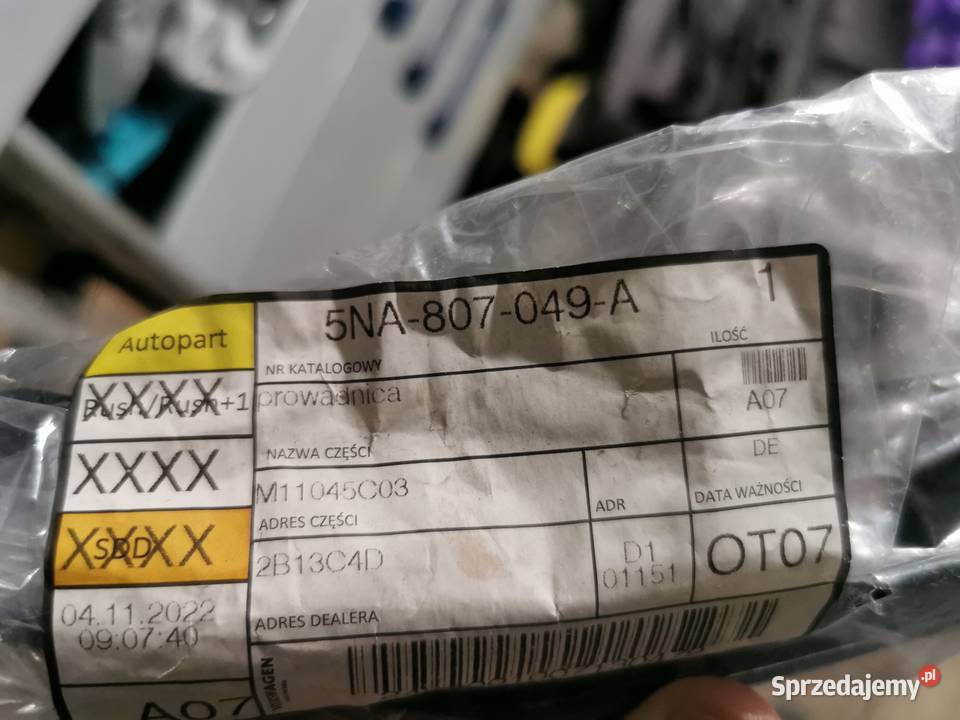 5NA-807-049-A
1
NR KATALOGOWY
ILOŚĆ
Autopart
XXXX
prowadnica
A07
NAZWA CZĘŚCI
DE
XXXX
M11045C03
ADRES CZĘŚCI
ADR
DATA WAŻNOŚCI
XXXX
SDD
2B13C4D
D1
01151
OT07
ADRES DEALERA
04.11.2022
09:07:40
A07
Sprzedajemy.pl